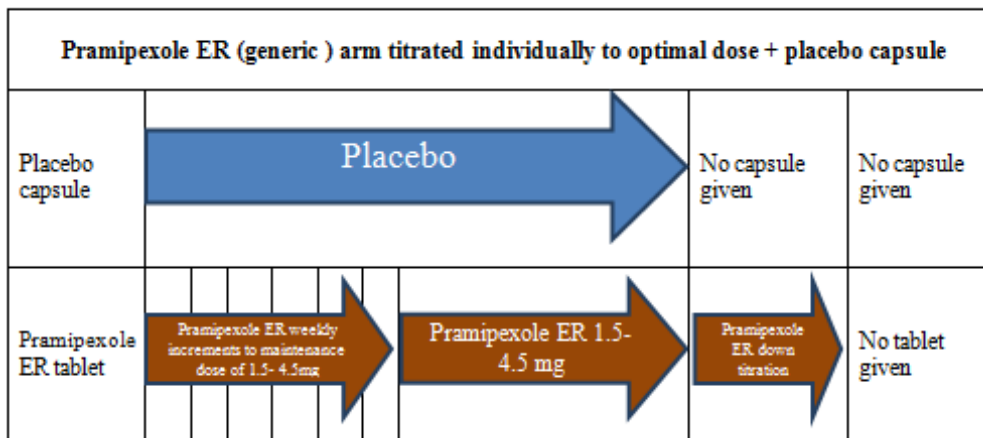 Pramipexole ER (generic ) arm titrated individually to optimal dose + placebo capsule
Placebo
capsule
Placebo
No capsule
given
No capsule
given
Pramipexole
ER tablet
Pramipexole ER weekly
increments to maintenance
dose of 1.5- 4.5mg
Pramipexole ER 1.5-
4.5 mg
Pramipexole
ER down
titration
No tablet
given